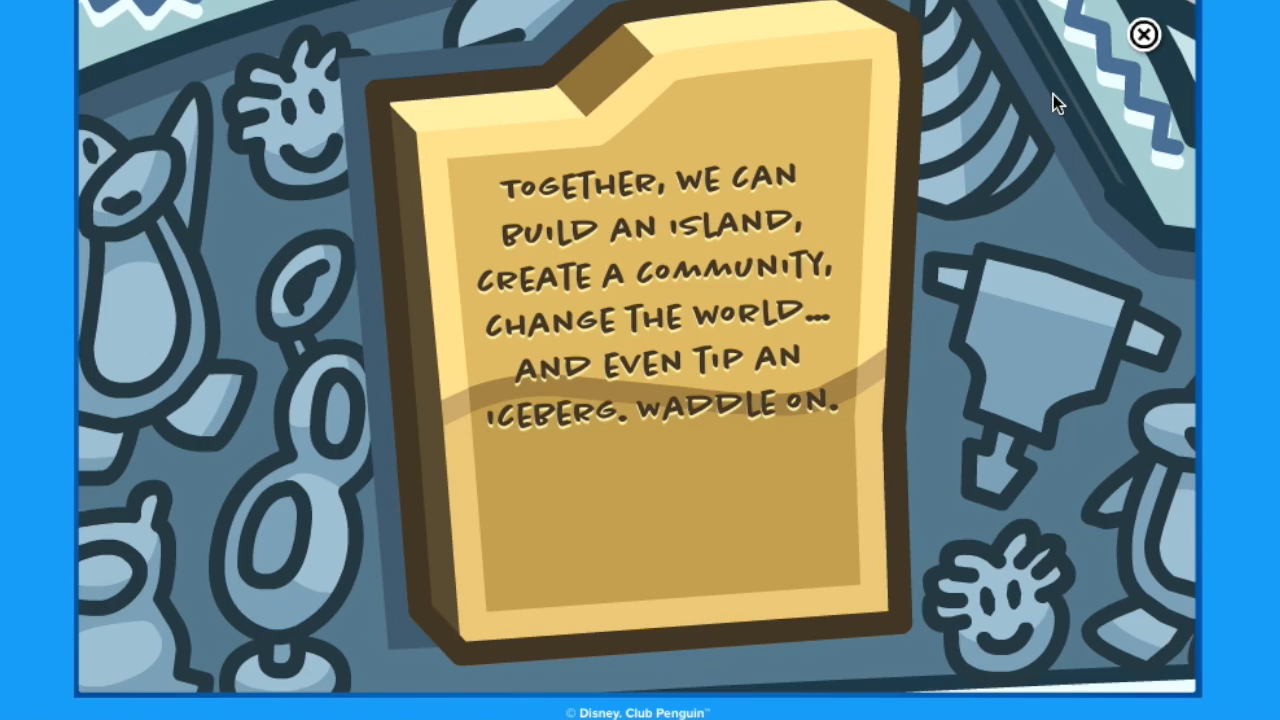 TOGETHER, WE CAN
BUILD AN ISLAND,
CREATE A COMMUNITY,
CHANGE THE WORLD...
AND EVEN TIP AN
ICEBERG. WADDLE ON.
© Disney. Club Penguin™